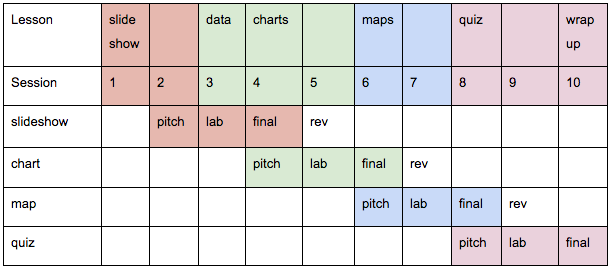 Lesson slide show data charts maps quiz wrap up
Session 1 2 3 4 5 6 7 8 9 10
slideshow pitch lab final rev
chart pitch lab final rev
map pitch lab final rev
quiz pitch lab final